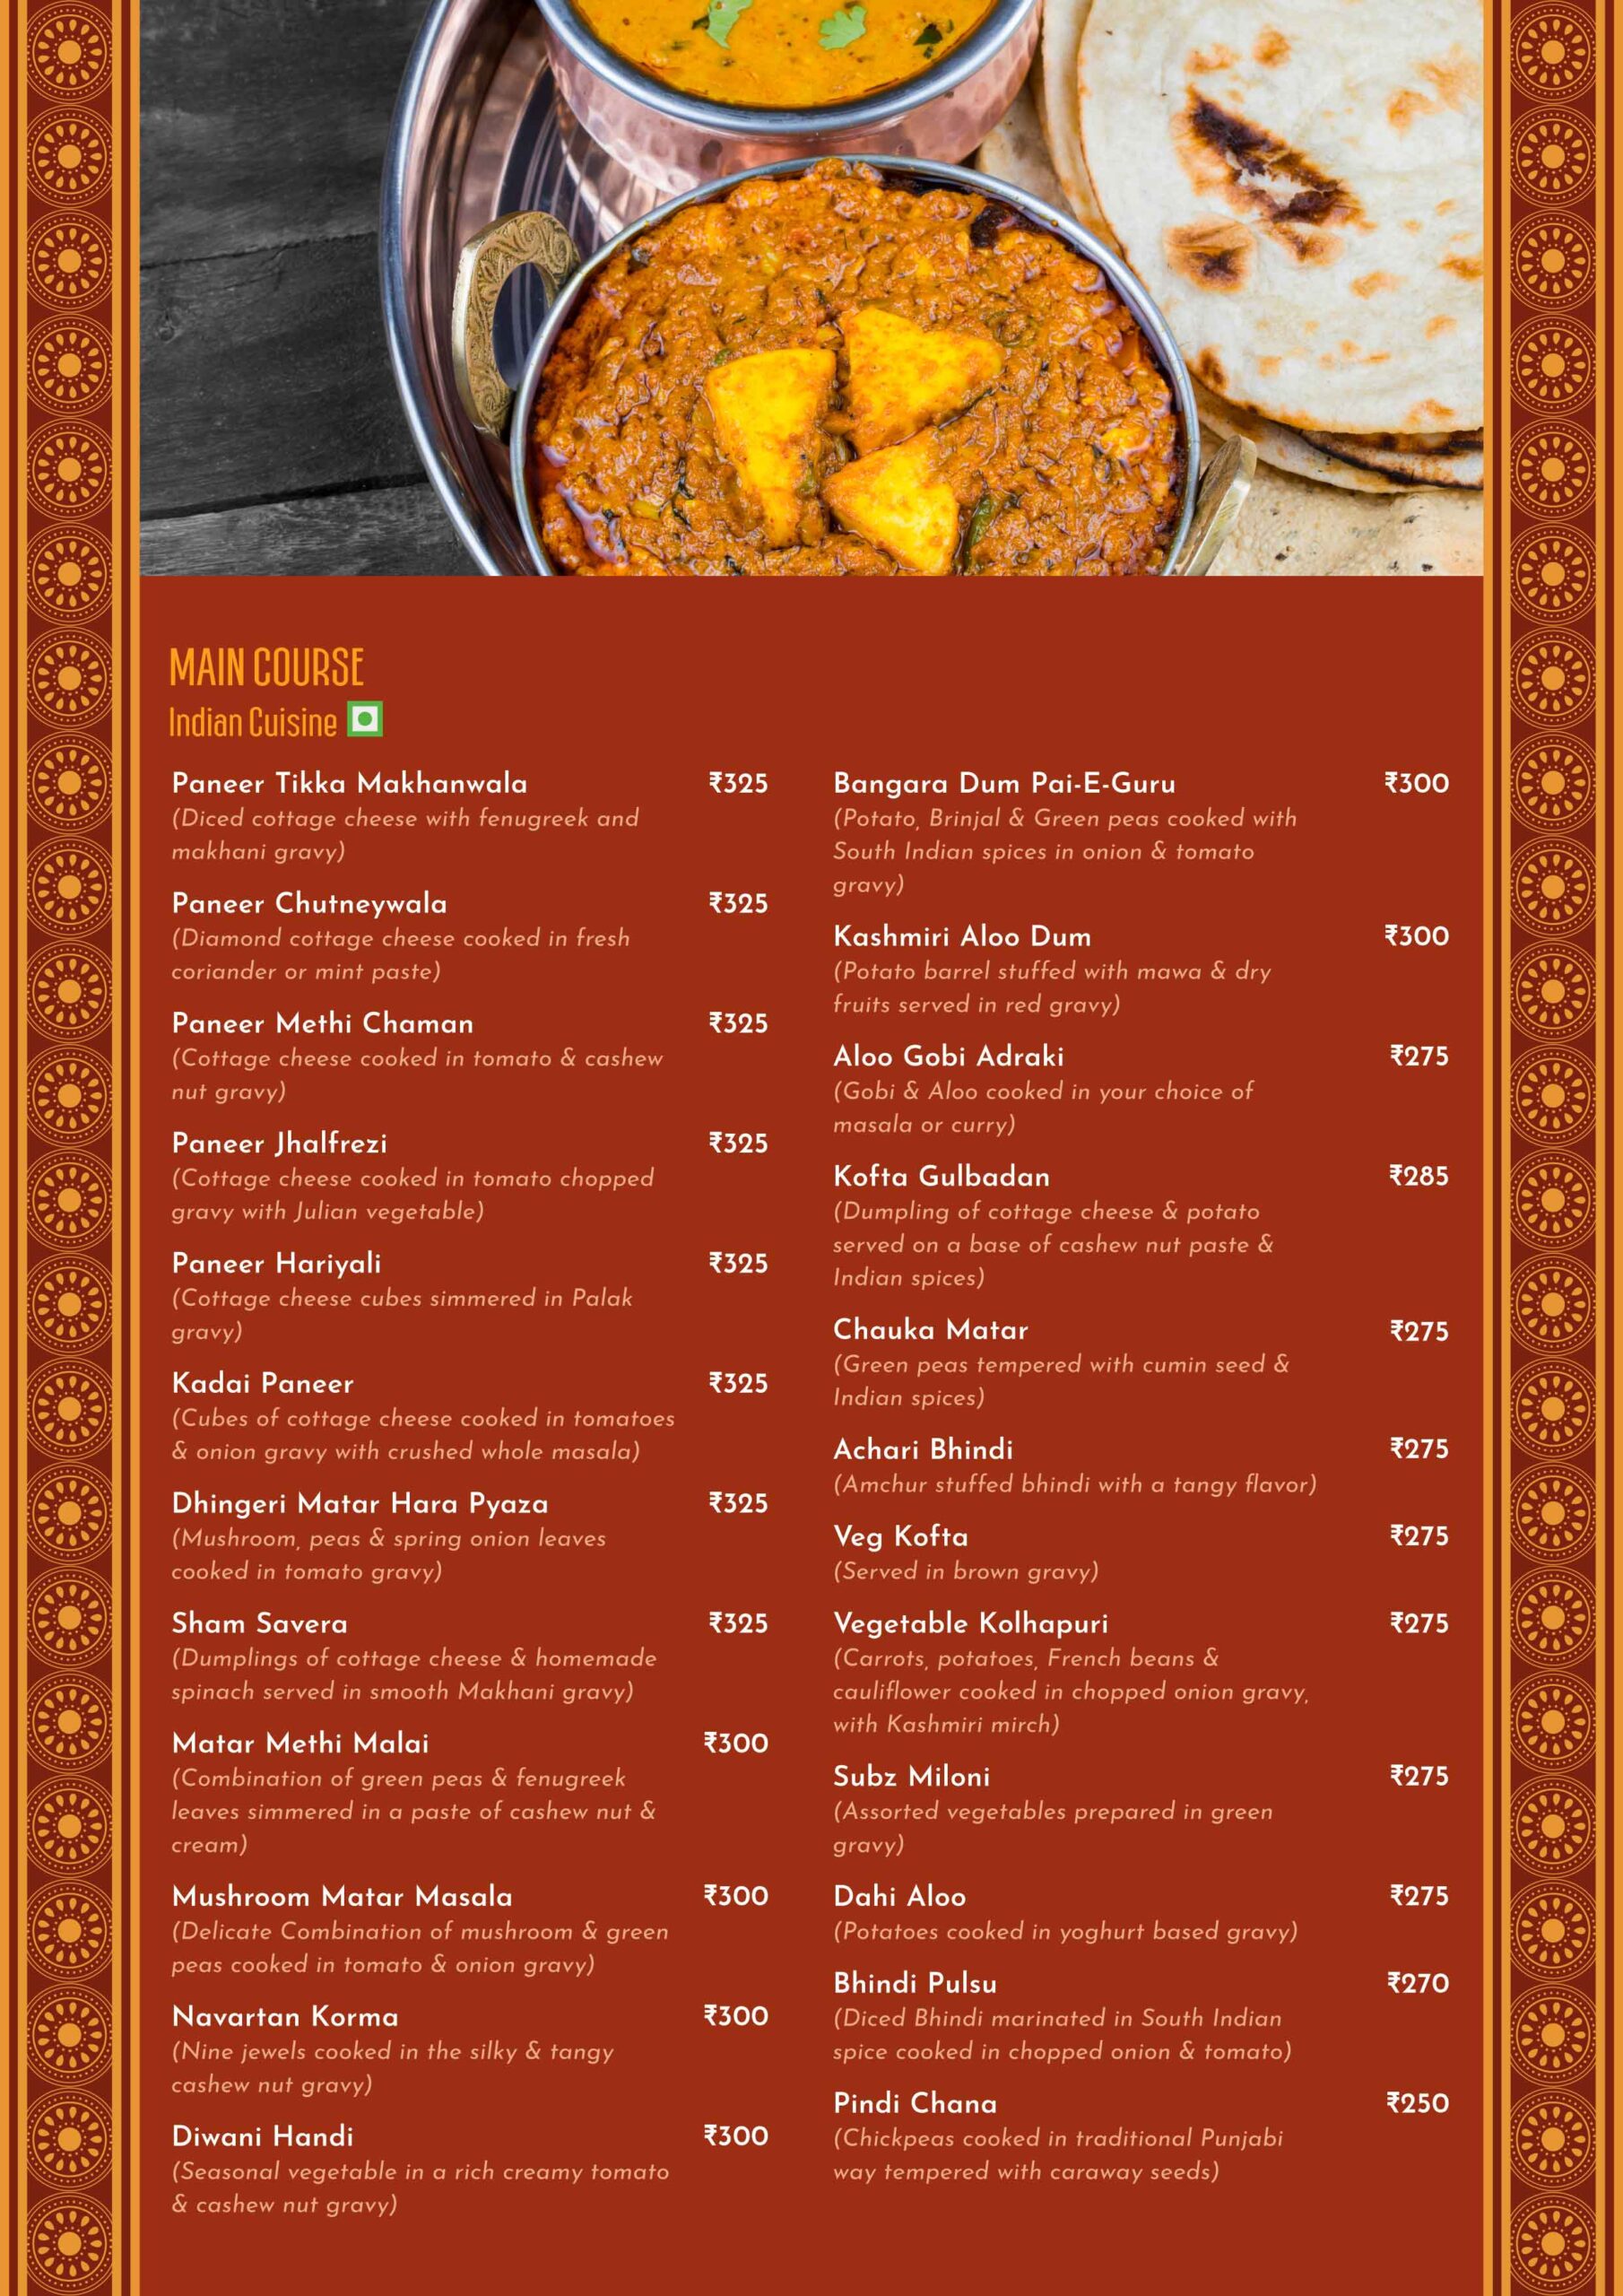 MAIN COURSE
Indian Cuisine
Paneer Tikka Makhanwala ₹325
(Diced cottage cheese with fenugreek and
makhani gravy)
Paneer Chutneywala ₹325
(Diamond cottage cheese cooked in fresh
coriander or mint paste)
Paneer Methi Chaman ₹325
(Cottage cheese cooked in tomato & cashew
nut gravy)
Paneer Jhalfrezi ₹325
(Cottage cheese cooked in tomato chopped
gravy with Julian vegetable)
Paneer Hariyali ₹325
(Cottage cheese cubes simmered in Palak
gravy)
Kadai Paneer ₹325
(Cubes of cottage cheese cooked in tomatoes
& onion gravy with crushed whole masala)
Dhingeri Matar Hara Pyaza ₹325
(Mushroom, peas & spring onion leaves
cooked in tomato gravy)
Sham Savera ₹325
(Dumplings of cottage cheese & homemade
spinach served in smooth Makhani gravy)
Matar Methi Malai ₹300
(Combination of green peas & fenugreek
leaves simmered in a paste of cashew nut &
cream)
Mushroom Matar Masala ₹300
(Delicate Combination of mushroom & green
peas cooked in tomato & onion gravy)
Navartan Korma ₹300
(Nine jewels cooked in the silky & tangy
cashew nut gravy)
Diwani Handi ₹300
(Seasonal vegetable in a rich creamy tomato
& cashew nut gravy)
Bangara Dum Pai-E-Guru ₹300
(Potato, Brinjal & Green peas cooked with
South Indian spices in onion & tomato
gravy)
Kashmiri Aloo Dum ₹300
(Potato barrel stuffed with mawa & dry
fruits served in red gravy)
Aloo Gobi Adraki ₹275
(Gobi & Aloo cooked in your choice of
masala or curry)
Kofta Gulbadan ₹285
(Dumpling of cottage cheese & potato
served on a base of cashew nut paste &
Indian spices)
Chauka Matar ₹275
(Green peas tempered with cumin seed &
Indian spices)
Achari Bhindi ₹275
(Amchur stuffed bhindi with a tangy flavor)
Veg Kofta ₹275
(Served in brown gravy)
Vegetable Kolhapuri ₹275
(Carrots, potatoes, French beans &
cauliflower cooked in chopped onion gravy,
with Kashmiri mirch)
Subz Miloni ₹275
(Assorted vegetables prepared in green
gravy)
Dahi Aloo ₹275
(Potatoes cooked in yoghurt based gravy)
Bhindi Pulsu ₹270
(Diced Bhindi marinated in South Indian
spice cooked in chopped onion & tomato)
Pindi Chana ₹250
(Chickpeas cooked in traditional Punjabi
way tempered with caraway seeds)